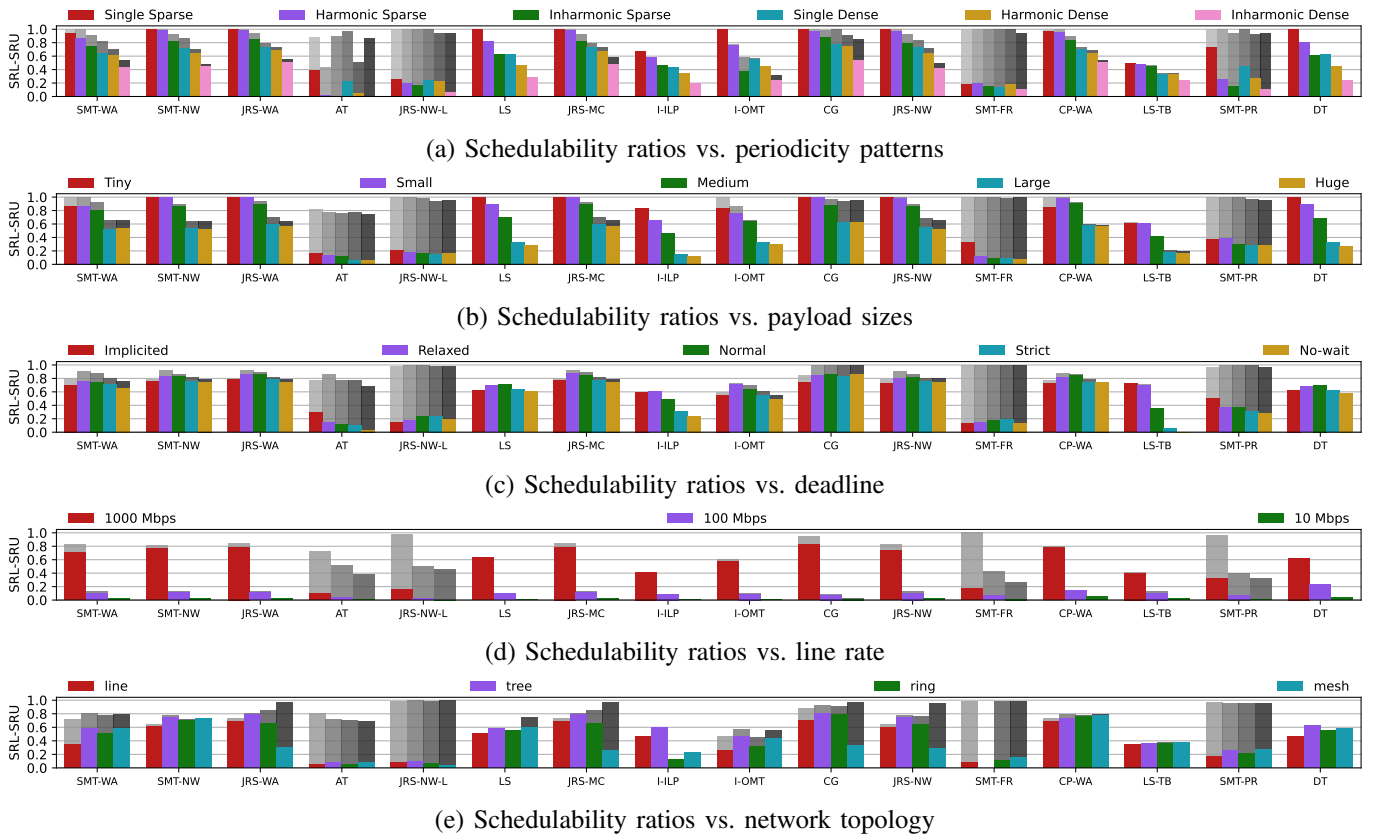 Single Sparse Harmonic Sparse Inharmonic Sparse Single Dense Harmonic Dense Inharmonic Dense
SRL-SRU
1.0
0.8
0.6
0.4
0.2
0.0
SMT-WA SMT-NW JRS-WA AT JRS-NW-L LS JRS-MC I-ILP I-OMT CG JRS-NW SMT-FR CP-WA LS-TB SMT-PR DT
(a) Schedulability ratios vs. periodicity patterns
Tiny Small Medium Large Huge
SRL-SRU
1.0
0.8
0.6
0.4
0.2
0.0
SMT-WA SMT-NW JRS-WA AT JRS-NW-L LS JRS-MC I-ILP I-OMT CG JRS-NW SMT-FR CP-WA LS-TB SMT-PR DT
(b) Schedulability ratios vs. payload sizes
Implicited Relaxed Normal Strict No-wait
SRL-SRU
1.0
0.8
0.6
0.4
0.2
0.0
SMT-WA SMT-NW JRS-WA AT JRS-NW-L LS JRS-MC I-ILP I-OMT CG JRS-NW SMT-FR CP-WA LS-TB SMT-PR DT
(c) Schedulability ratios vs. deadline
1000 Mbps 100 Mbps 10 Mbps
SRL-SRU
1.0
0.8
0.6
0.4
0.2
0.0
SMT-WA SMT-NW JRS-WA AT JRS-NW-L LS JRS-MC I-ILP I-OMT CG JRS-NW SMT-FR CP-WA LS-TB SMT-PR DT
(d) Schedulability ratios vs. line rate
line tree ring mesh
SRL-SRU
1.0
0.8
0.6
0.4
0.2
0.0
SMT-WA SMT-NW JRS-WA AT JRS-NW-L LS JRS-MC I-ILP I-OMT CG JRS-NW SMT-FR CP-WA LS-TB SMT-PR DT
(e) Schedulability ratios vs. network topology